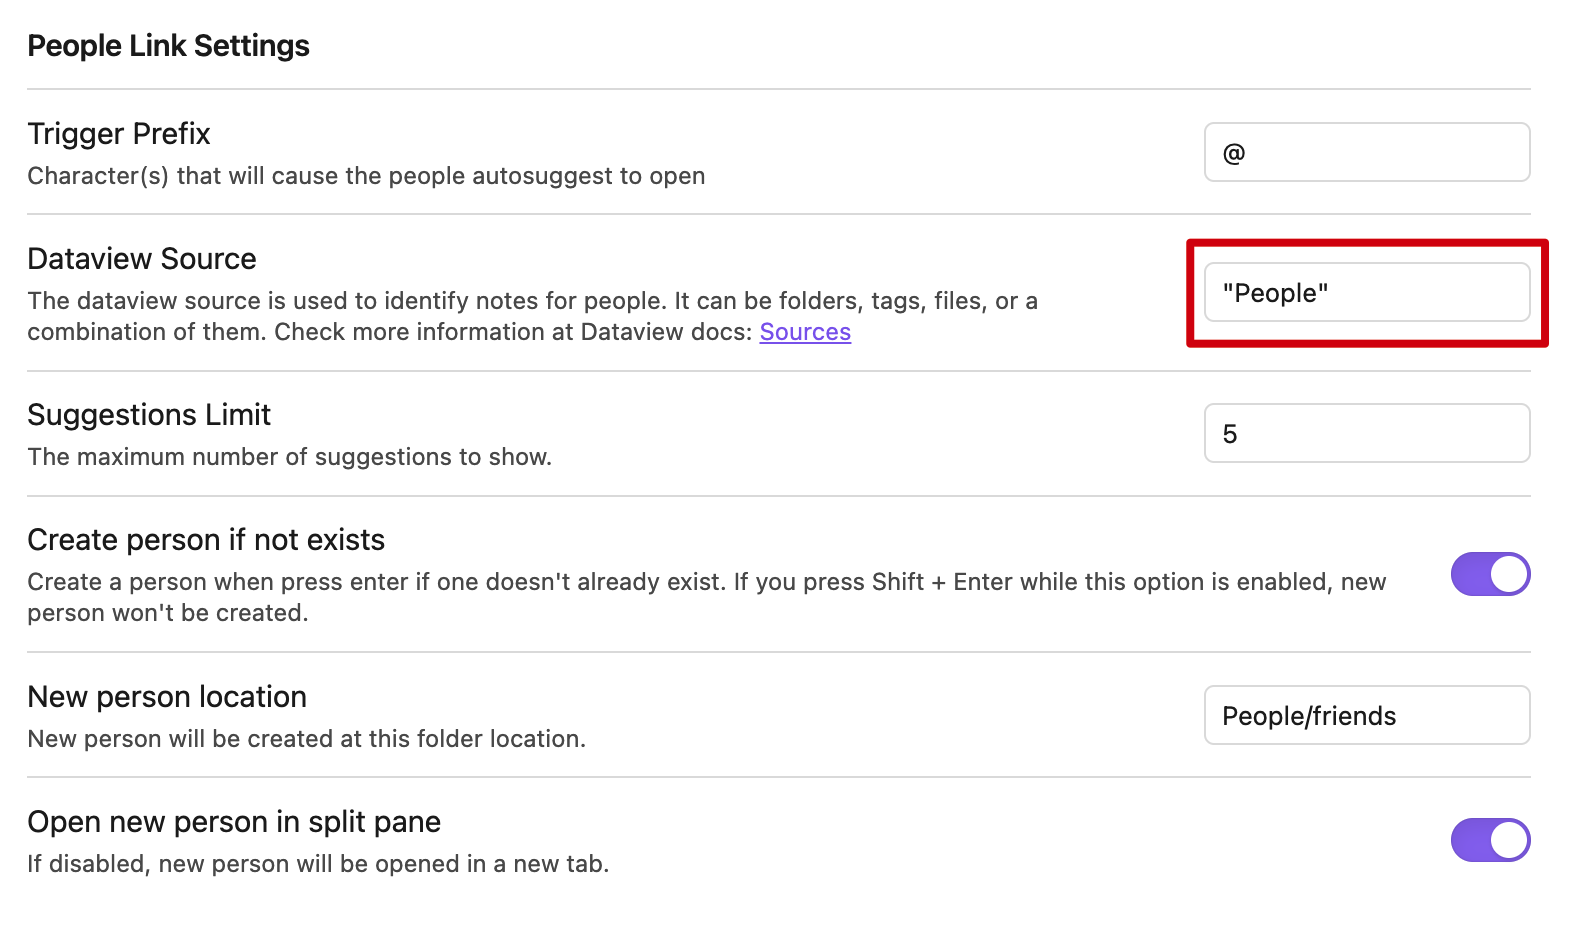 People Link Settings
Trigger Prefix
Character(s) that will cause the people autosuggest to open
@
Dataview Source
The dataview source is used to identify notes for people. It can be folders, tags, files, or a
combination of them. Check more information at Dataview docs: Sources
"People"
Suggestions Limit
The maximum number of suggestions to show.
5
Create person if not exists
Create a person when press enter if one doesn't already exist. If you press Shift + Enter while this option is enabled, new
person won't be created.
New person location
New person will be created at this folder location.
People/friends
Open new person in split pane
If disabled, new person will be opened in a new tab.